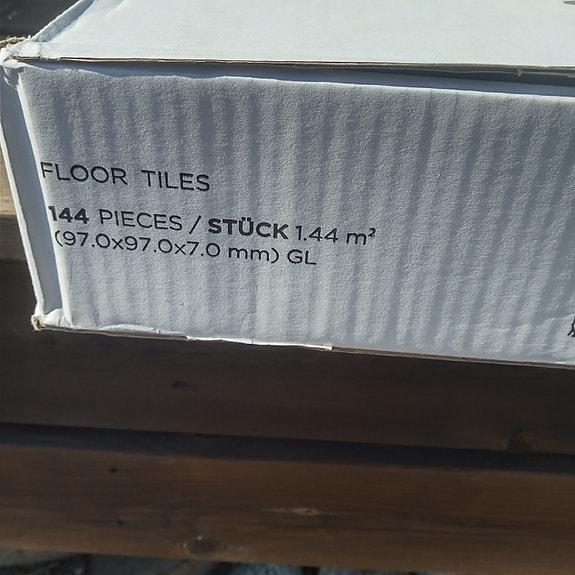 FLOOR TILES
144 PIECES / STÜCK 1.44 m²
(97.0x97.0x7.0 mm) GL